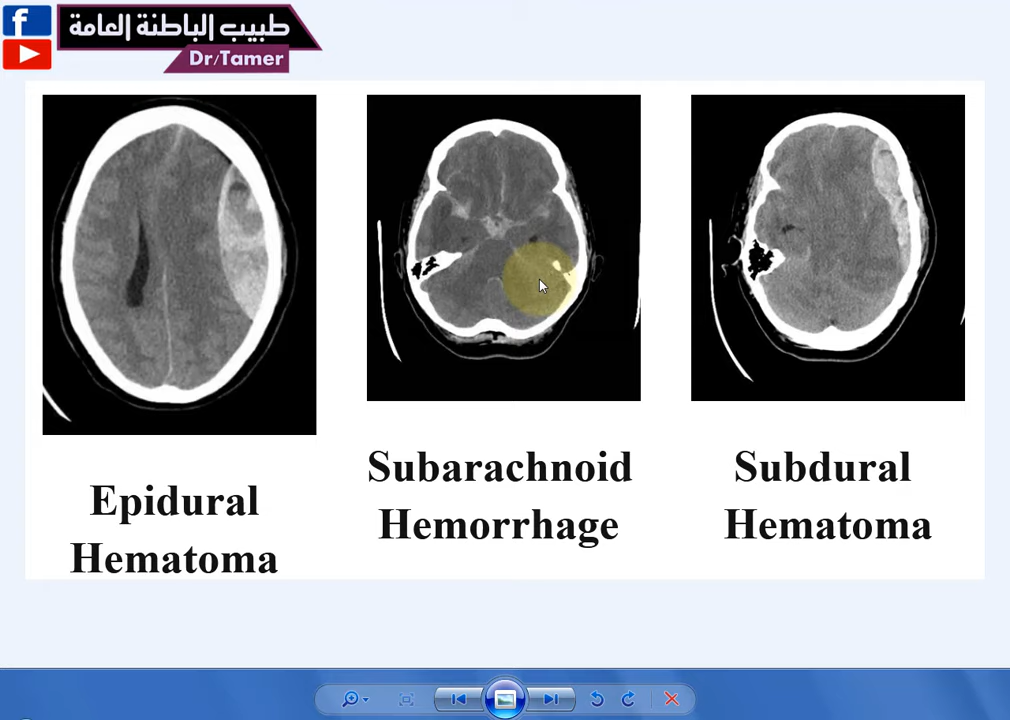 f
طبيب الباطنة العامة
Dr/Tamer
Epidural
Hematoma
Subarachnoid
Hemorrhage
Subdural
Hematoma